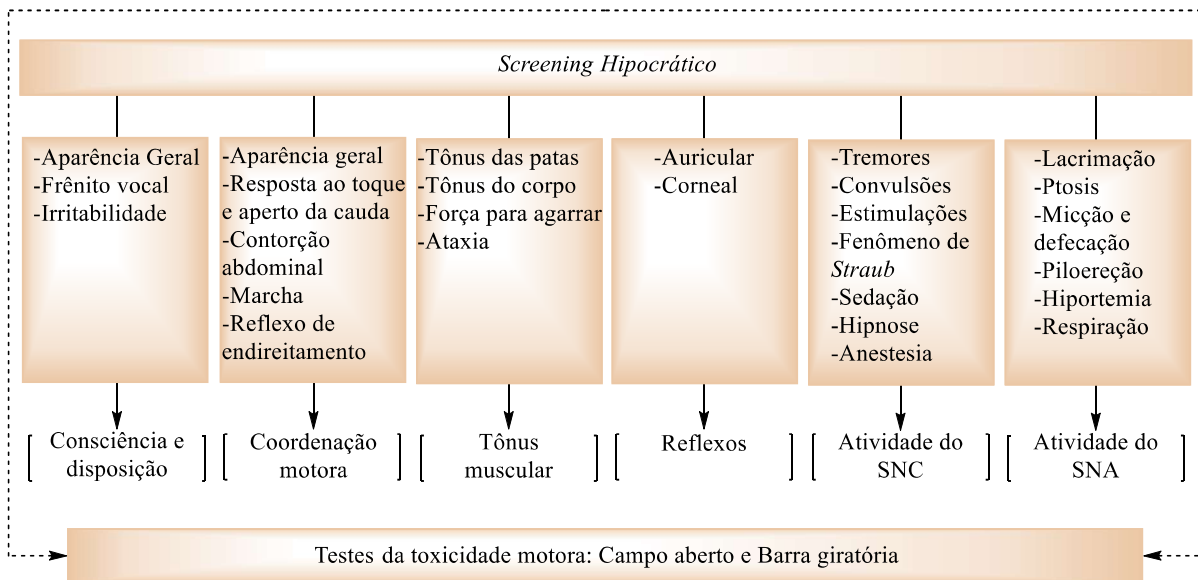 Screening Hipocrático
-Aparência Geral
-Frênito vocal
-Irritabilidade
-Aparência geral
-Resposta ao toque
e aperto da cauda
-Contorção
abdominal
-Marcha
-Reflexo de
endireitamento
-Tônus das patas
-Tônus do corpo
-Força para agarrar
-Ataxia
-Auricular
-Corneal
-Tremores
-Convulsões
-Estimulações
-Fenômeno de
Straub
-Sedação
-Hipnose
-Anestesia
-Lacrimação
-Ptosis
-Micção e
defecação
-Piloereção
-Hiportemia
-Respiração
Consciência e
disposição
Coordenação
motora
Tônus
muscular
Reflexos
Atividade do
SNC
Atividade do
SNA
Testes da toxicidade motora: Campo aberto e Barra giratória